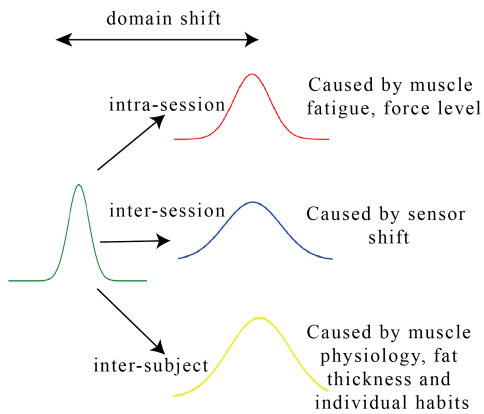 domain shift
intra-session
Caused by muscle
fatigue, force level
inter-session
Caused by sensor
shift
inter-subject
Caused by muscle
physiology, fat
thickness and
individual habits